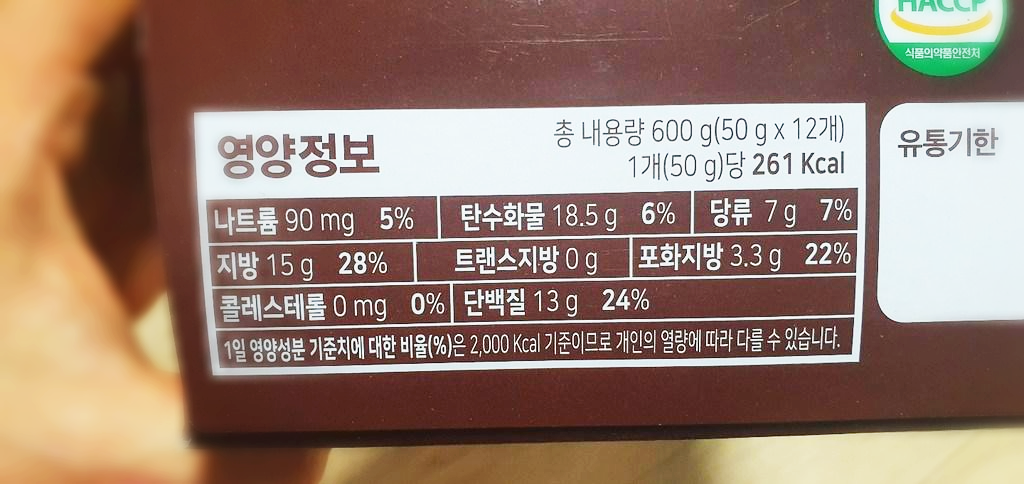 HACCP
식품의약품안전처
영양정보
총 내용량 600 g(50 g x 12개)
1개(50 g)당 261 Kcal
유통기한
나트륨 90 mg 5% 탄수화물 18.5 g 6% 당류 7 g 7%
지방 15 g 28% 트랜스지방 0 g 포화지방 3.3 g 22%
콜레스테롤 0 mg 0% 단백질 13 g 24%
1일 영양성분 기준치에 대한 비율(%)은 2,000 Kcal 기준이므로 개인의 열량에 따라 다를 수 있습니다.